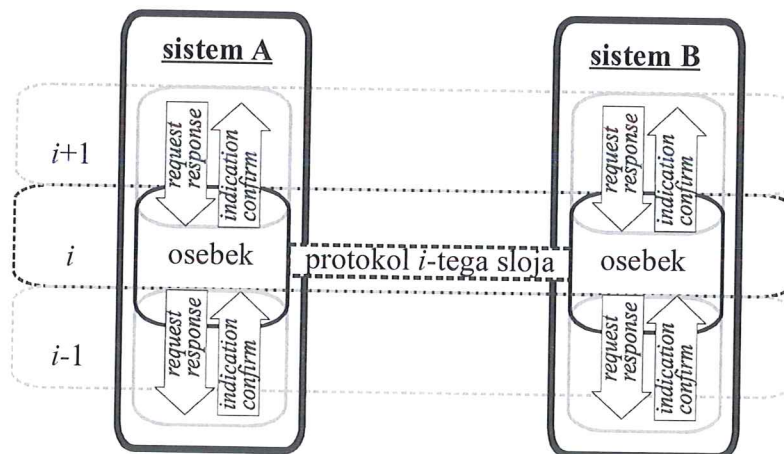 sistem A
sistem B
i+1
request
response
indication
confirm
request
response
indication
confirm
i
osebek
protokol i-tega sloja
osebek
i-1
request
response
indication
confirm
request
response
indication
confirm